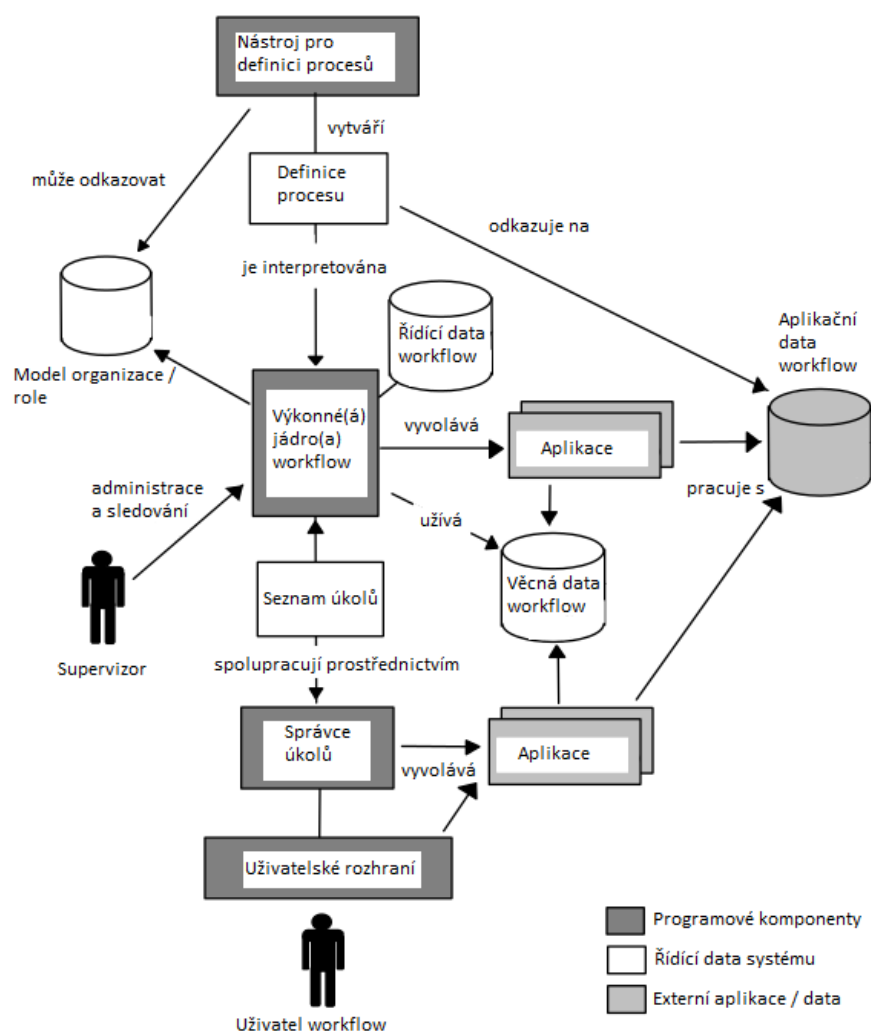 Nástroj pro
definici procesů
vytváří
může odkazovat
Definice
procesu
odkazuje na
je interpretována
Řídící data
workflow
Aplikační
data
workflow
Model organizace /
role
Výkonné(á)
jádro(a)
workflow
vyvolává
Aplikace
pracuje s
administrace
a sledování
užívá
Věcná data
workflow
Seznam úkolů
Supervizor
spolupracují prostřednictvím
Správce
úkolů
vyvolává
Aplikace
Uživatelské rozhraní
Programové komponenty
Řídící data systému
Externí aplikace / data
Uživatel workflow